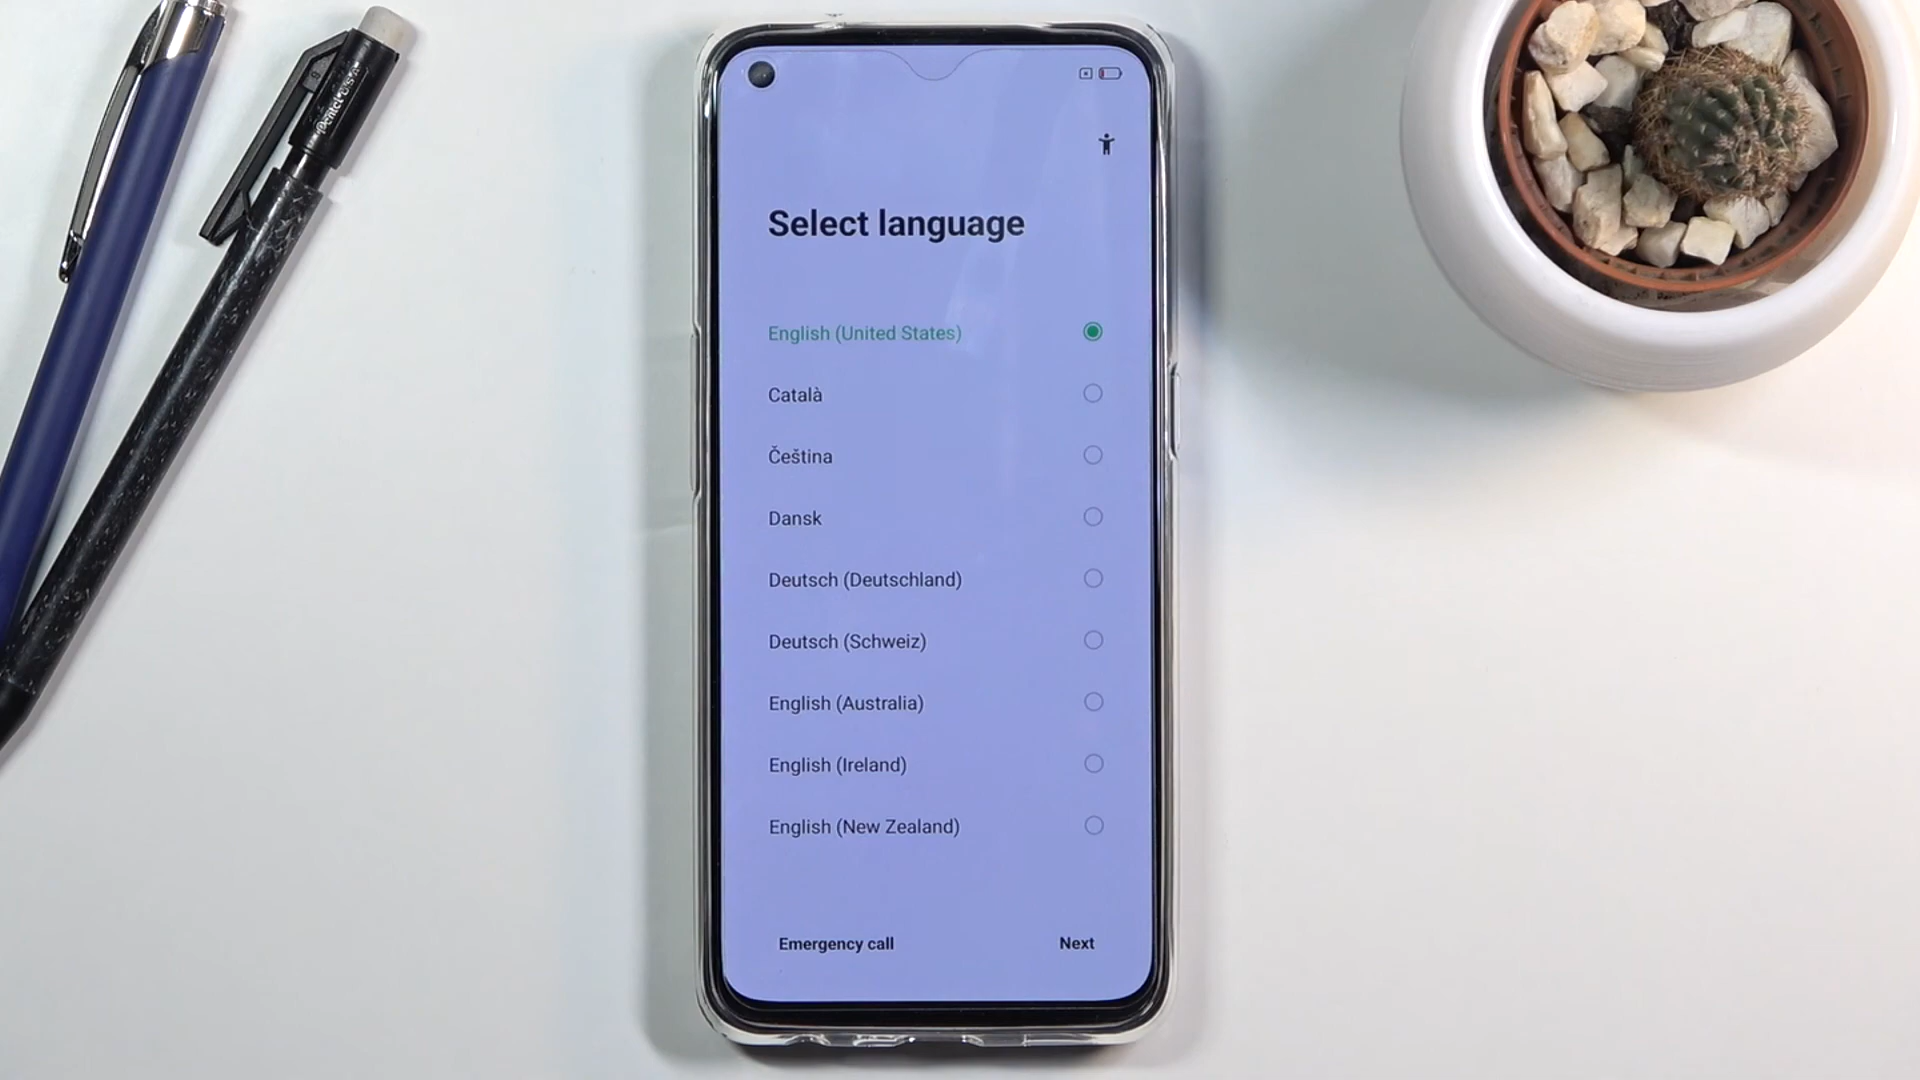 Pentel
Select language
English (United States)
Català
Čeština
Dansk
Deutsch (Deutschland)
Deutsch (Schweiz)
English (Australia)
English (Ireland)
English (New Zealand)
Emergency call
Next